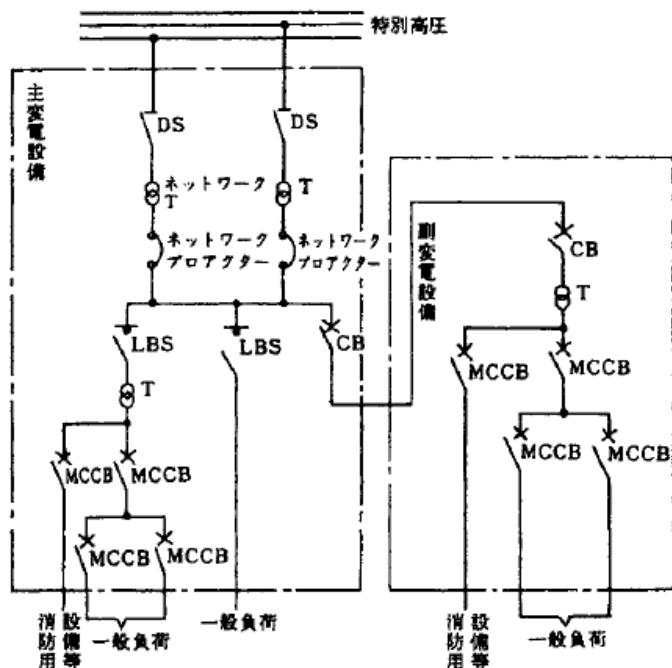 特別高圧
主変電設備
DS
DS
ネットワーク
T
T
ネットワーク
プロアクター
ネットワーク
プロアクター
副変電設備
CB
T
LBS
LBS
CB
T
MCCB
MCCB
MCCB
MCCB
MCCB
MCCB
MCCB
MCCB
消防用
設備等
一般負荷
一般負荷
消防用
設備等
一般負荷